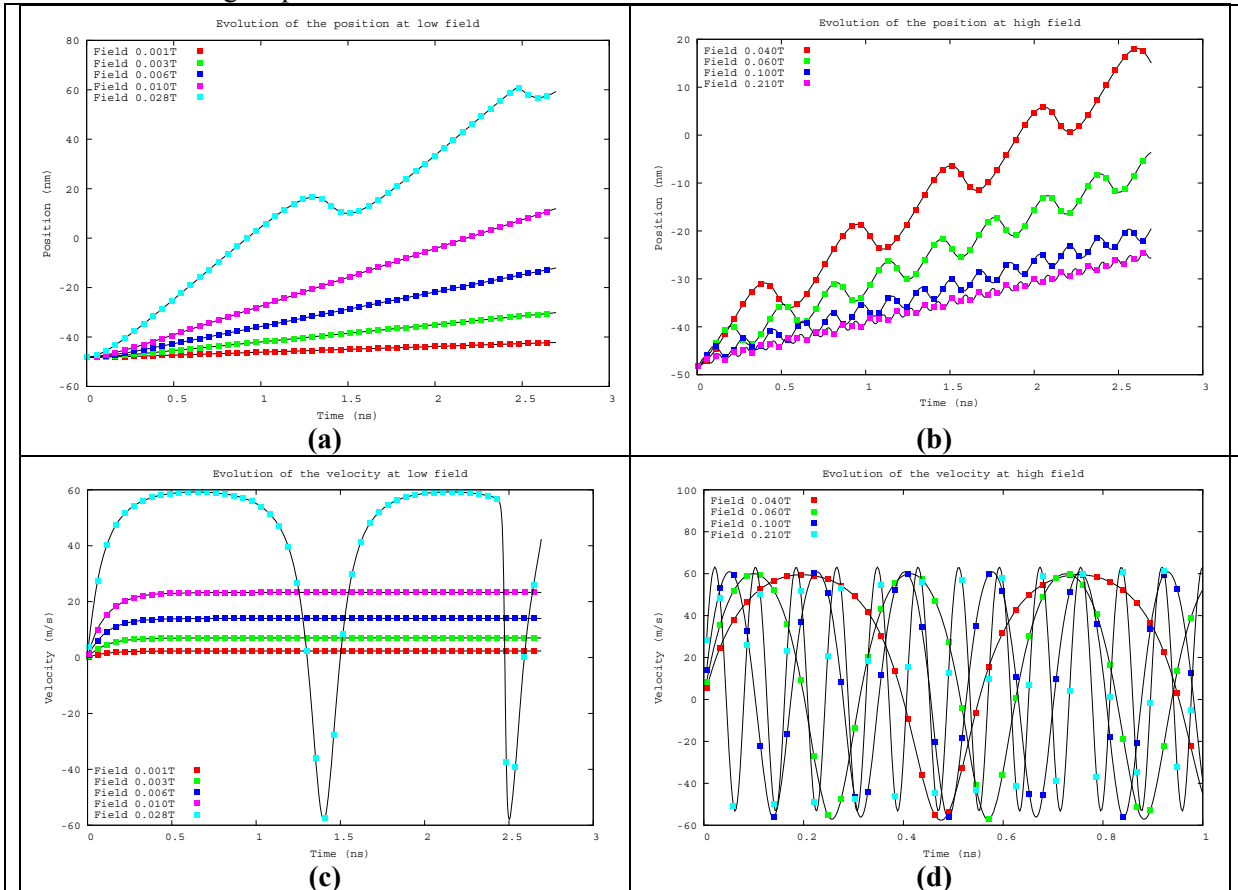 Evolution of the position at low field
80
60
40
20
0
-20
-40
-60
Position (nm)
Field 0.001T
Field 0.003T
Field 0.006T
Field 0.010T
Field 0.028T
0 0.5 1 1.5 2 2.5 3
Time (ns)
(a)
Evolution of the position at high field
20
10
0
-10
-20
-30
-40
-50
Position (nm)
Field 0.040T
Field 0.060T
Field 0.100T
Field 0.210T
0 0.5 1 1.5 2 2.5 3
Time (ns)
(b)
Evolution of the velocity at low field
60
40
20
0
-20
-40
-60
Velocity (m/s)
Field 0.001T
Field 0.003T
Field 0.006T
Field 0.010T
Field 0.028T
0 0.5 1 1.5 2 2.5 3
Time (ns)
(c)
Evolution of the velocity at high field
100
80
60
40
20
0
-20
-40
-60
Velocity (m/s)
Field 0.040T
Field 0.060T
Field 0.100T
Field 0.210T
0 0.2 0.4 0.6 0.8 1
Time (ns)
(d)